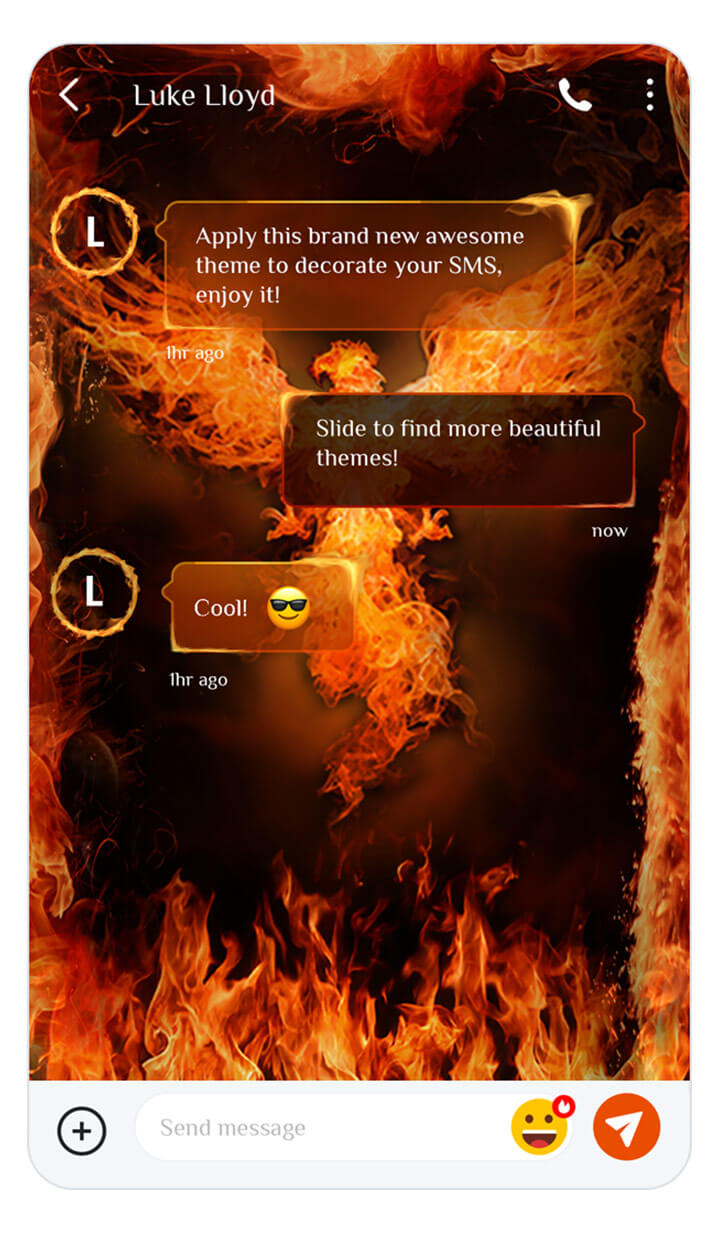 Luke Lloyd
L
Apply this brand new awesome
theme to decorate your SMS,
enjoy it!
1hr ago
Slide to find more beautiful
themes!
now
L
Cool! 😎
1hr ago
Send message